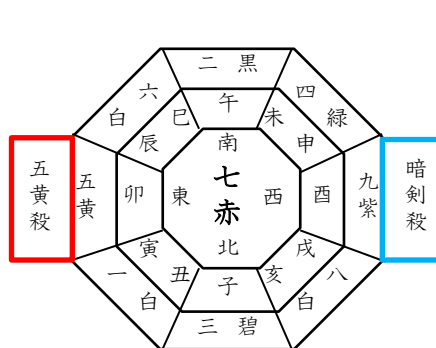 二 黒
六
白
四
緑
午
巳
辰
未
申
南
五黄殺
五黄
卯
東
七赤
西
酉
九紫
暗剣殺
北
寅
丑
子
亥
戌
一
白
八
白
三 碧